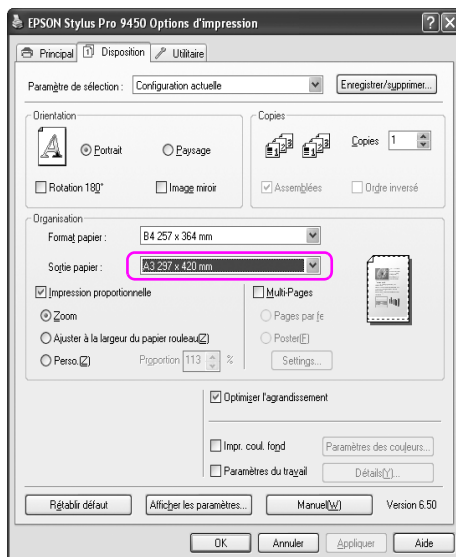 EPSON Stylus Pro 9450 Options d'impression
Principal Disposition Utilitaire
Paramètre de sélection : Configuration actuelle Enregistrer/supprimer...
Orientation Copies
Portrait Paysage Copies 1
Rotation 180° Image miroir Assemblées Ordre inversé
Organisation
Format papier : B4 257 x 364 mm
Sortie papier : A3 297 x 420 mm
Impression proportionnelle Multi-Pages
Zoom Pages par fe
Ajuster à la largeur du papier rouleau(Z) Poster(F)
Perso.(Z) Proportion 113 % Settings...
Optimiser l'agrandissement
Impr. coul. fond Paramètres des couleurs...
Paramètres du travail Détails(Y)...
Rétablir défaut Afficher les paramètres... Manuel(W) Version 6.50
OK Annuler Appliquer Aide